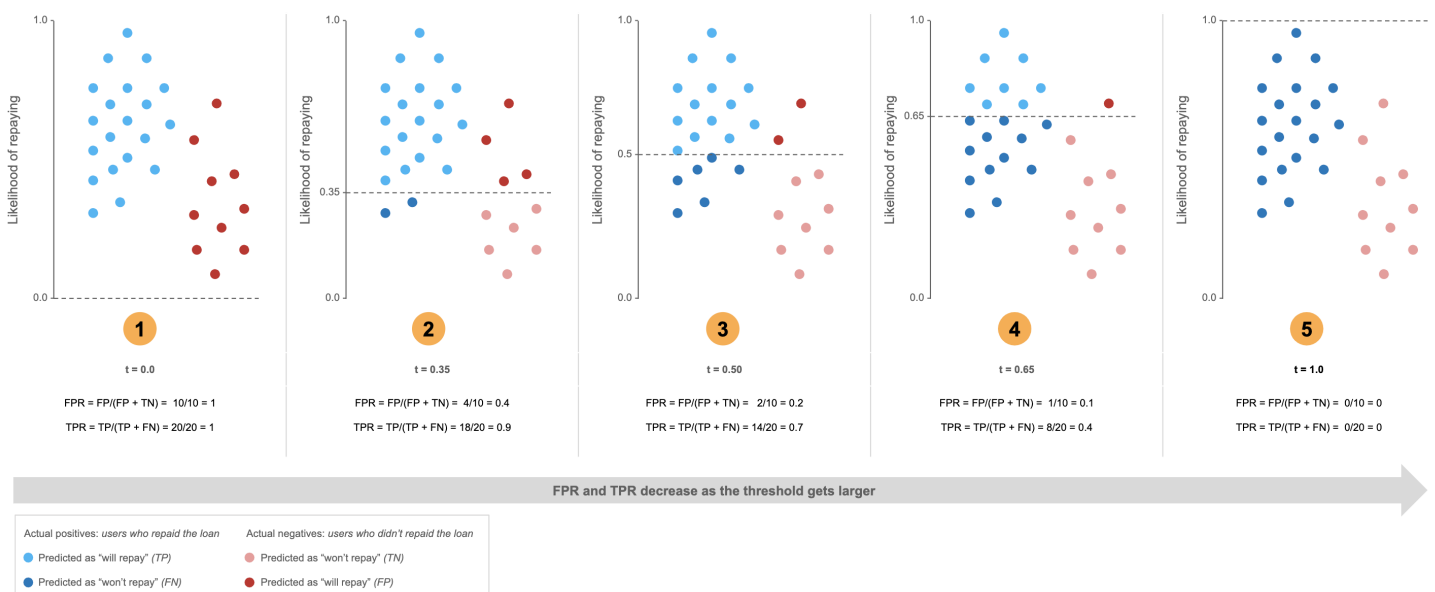 1.0
Likelihood of repaying
0.0
1
t = 0.0
FPR = FP/(FP + TN) = 10/10 = 1
TPR = TP/(TP + FN) = 20/20 = 1
1.0
Likelihood of repaying
0.35
0.0
2
t = 0.35
FPR = FP/(FP + TN) = 4/10 = 0.4
TPR = TP/(TP + FN) = 18/20 = 0.9
1.0
Likelihood of repaying
0.5
0.0
3
t = 0.50
FPR = FP/(FP + TN) = 2/10 = 0.2
TPR = TP/(TP + FN) = 14/20 = 0.7
1.0
Likelihood of repaying
0.65
0.0
4
t = 0.65
FPR = FP/(FP + TN) = 1/10 = 0.1
TPR = TP/(TP + FN) = 8/20 = 0.4
1.0
Likelihood of repaying
0.0
5
t = 1.0
FPR = FP/(FP + TN) = 0/10 = 0
TPR = TP/(TP + FN) = 0/20 = 0
FPR and TPR decrease as the threshold gets larger
Actual positives: users who repaid the loan
Predicted as “will repay” (TP)
Predicted as “won’t repay” (FN)
Actual negatives: users who didn’t repaid the loan
Predicted as “won’t repay” (TN)
Predicted as “will repay” (FP)